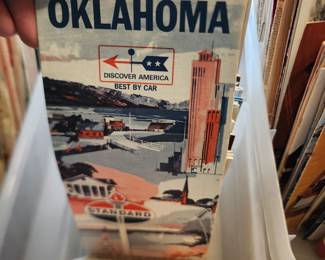 OKLAHOMA
DISCOVER AMERICA
BEST BY CAR
STANDARD